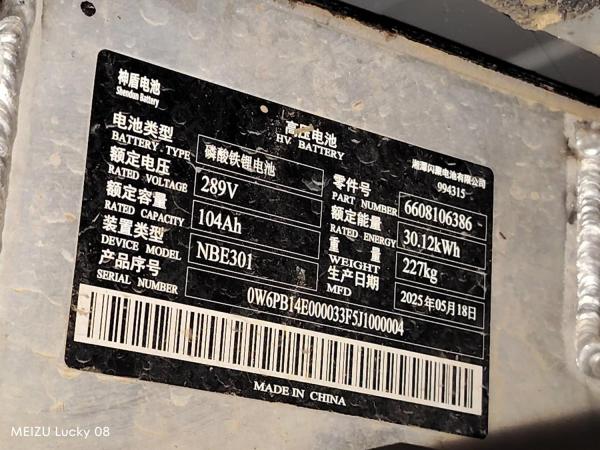 神盾电池
Shendun Battery
高压电池
HV. BATTERY
湘潭闪聚电池有限公司
994315
电池类型 磷酸铁锂电池
BATTERY TYPE
额定电压 289V
RATED VOLTAGE
额定容量 104Ah
RATED CAPACITY
装置类型 NBE301
DEVICE MODEL
产品序号 0W6PB14E000033F5J1000004
SERIAL NUMBER
零件号 6608106386
PART NUMBER
额定能量 30.12kWh
RATED ENERGY
重量 227kg
WEIGHT
生产日期 2025年05月18日
MFD
MADE IN CHINA
MEIZU Lucky 08